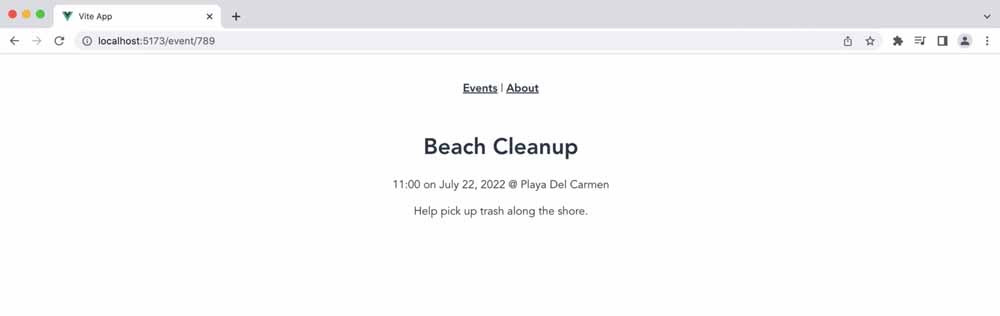 Vite App
localhost:5173/event/789
Events | About
Beach Cleanup
11:00 on July 22, 2022 @ Playa Del Carmen
Help pick up trash along the shore.